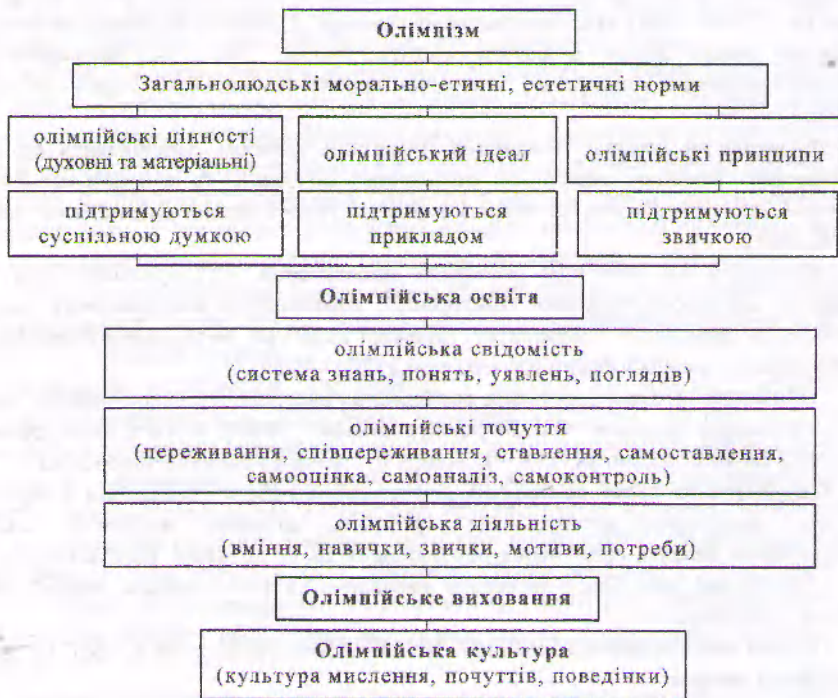 Олімпізм
Загальнолюдські морально-етичні, естетичні норми
олімпійські цінності
(духовні та матеріальні)
олімпійський ідеал
олімпійські принципи
підтримуються
суспільною думкою
підтримуються
прикладом
підтримуються
звичкою
Олімпійська освіта
олімпійська свідомість
(система знань, понять, уявлень, поглядів)
олімпійські почуття
(переживання, співпереживання, ставлення, самоставлення,
самооцінка, самоаналіз, самоконтроль)
олімпійська діяльність
(вміння, навички, звички, мотиви, потреби)
Олімпійське виховання
Олімпійська культура
(культура мислення, почуттів, поведінки)